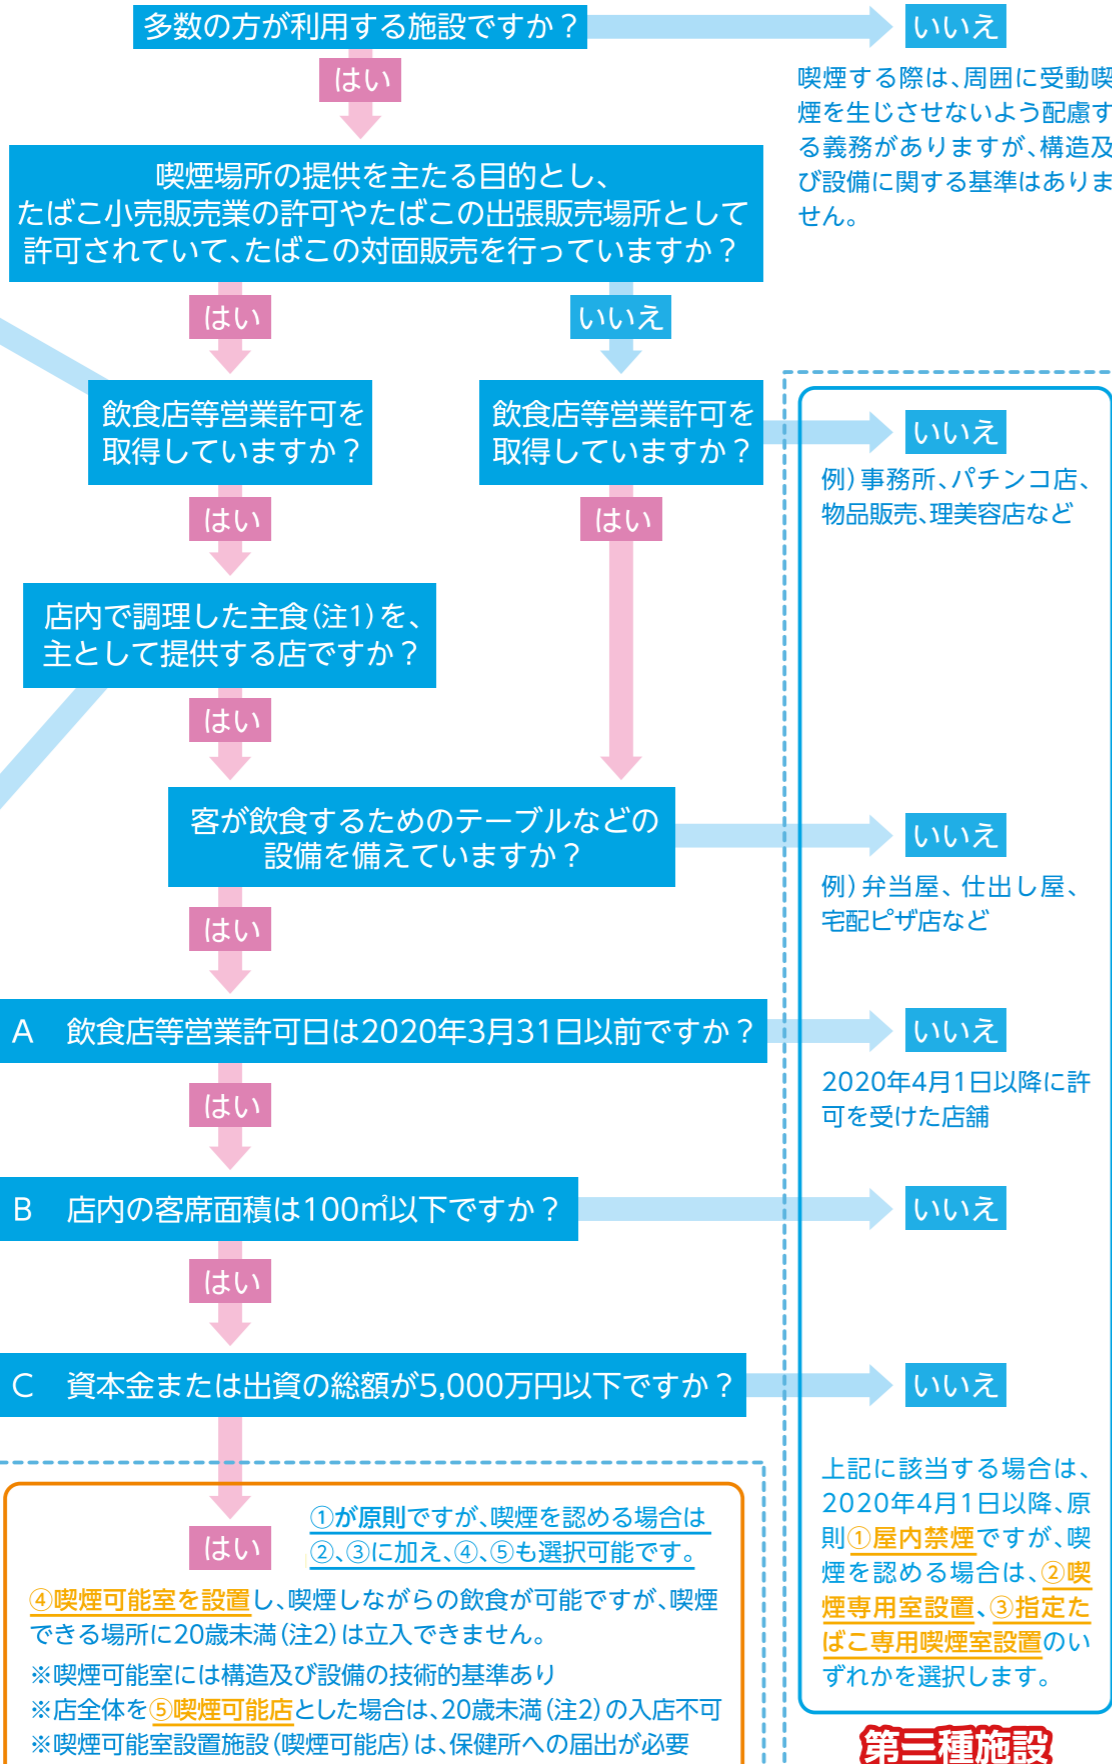 多数の方が利用する施設ですか？
いいえ
はい
喫煙する際は、周囲に受動喫
煙を生じさせないよう配慮す
る義務がありますが、構造及
び設備に関する基準はありま
せん。
喫煙場所の提供を主たる目的とし、
たばこ小売販売業の許可やたばこの出張販売場所として
許可されていて、たばこの対面販売を行っていますか？
はい
いいえ
飲食店等営業許可を
取得していますか？
飲食店等営業許可を
取得していますか？
いいえ
例）事務所、パチンコ店、
物品販売、理美容店など
はい
はい
店内で調理した主食（注1）を、
主として提供する店ですか？
はい
客が飲食するためのテーブルなどの
設備を備えていますか？
いいえ
例）弁当屋、仕出し屋、
宅配ピザ店など
はい
A　飲食店等営業許可日は2020年3月31日以前ですか？
いいえ
2020年4月1日以降に許
可を受けた店舗
はい
B　店内の客席面積は100㎡以下ですか？
いいえ
はい
C　資本金または出資の総額が5,000万円以下ですか？
いいえ
上記に該当する場合は、
2020年4月1日以降、原
則①屋内禁煙ですが、喫
煙を認める場合は、②喫
煙専用室設置、③指定た
ばこ専用喫煙室設置のい
ずれかを選択します。
第二種施設
はい
①が原則ですが、喫煙を認める場合は
②、③に加え、④、⑤も選択可能です。
④喫煙可能室を設置し、喫煙しながらの飲食が可能ですが、喫煙
できる場所に20歳未満（注2）は立入できません。
※喫煙可能室には構造及び設備の技術的基準あり
※店全体を⑤喫煙可能店とした場合は、20歳未満（注2）の入店不可
※喫煙可能室設置施設（喫煙可能店）は、保健所への届出が必要